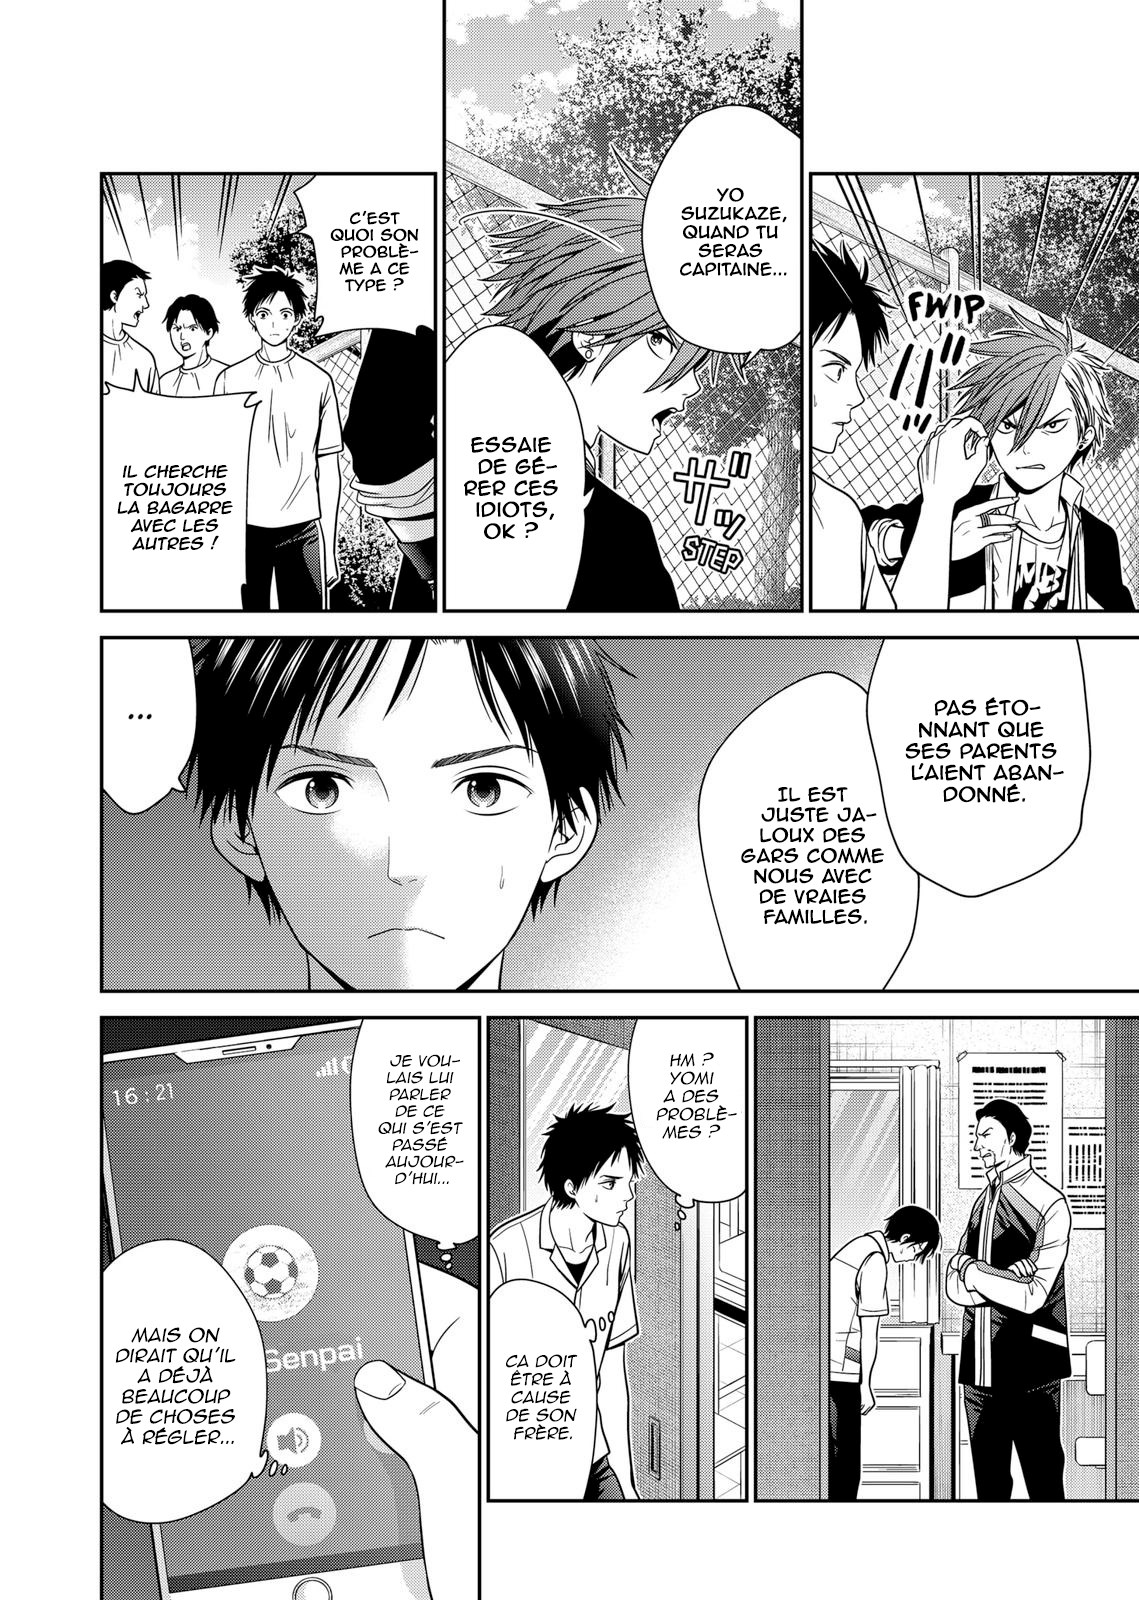 FWIP
YO
SUZUKAZE,
QUAND TU
SERAS
CAPITAINE...
ESSAIE
DE GÉ-
RER CES
IDIOTS,
OK ?
ザッ
STEP
C'EST
QUOI SON
PROBLÈ-
ME A CE
TYPE ?
IL CHERCHE
TOUJOURS
LA BAGARRE
AVEC LES
AUTRES !
PAS ÉTO-
NNANT QUE
SES PARENTS
L'AIENT ABAN-
DONNÉ.
IL EST
JUSTE JA-
LOUX DES
GARS COMME
NOUS AVEC
DE VRAIES
FAMILLES.
...
HM ?
YOMI
A DES
PROBLÈ-
MES ?
CA DOIT
ÊTRE À
CAUSE
DE SON
FRÈRE.
JE VOU-
LAIS LUI
PARLER
DE CE
QUI S'EST
PASSÉ
AUJOUR-
D'HUI...
16:21
Senpai
MAIS ON
DIRAIT QU'IL
A DÉJÀ
BEAUCOUP
DE CHOSES
À RÉGLER...